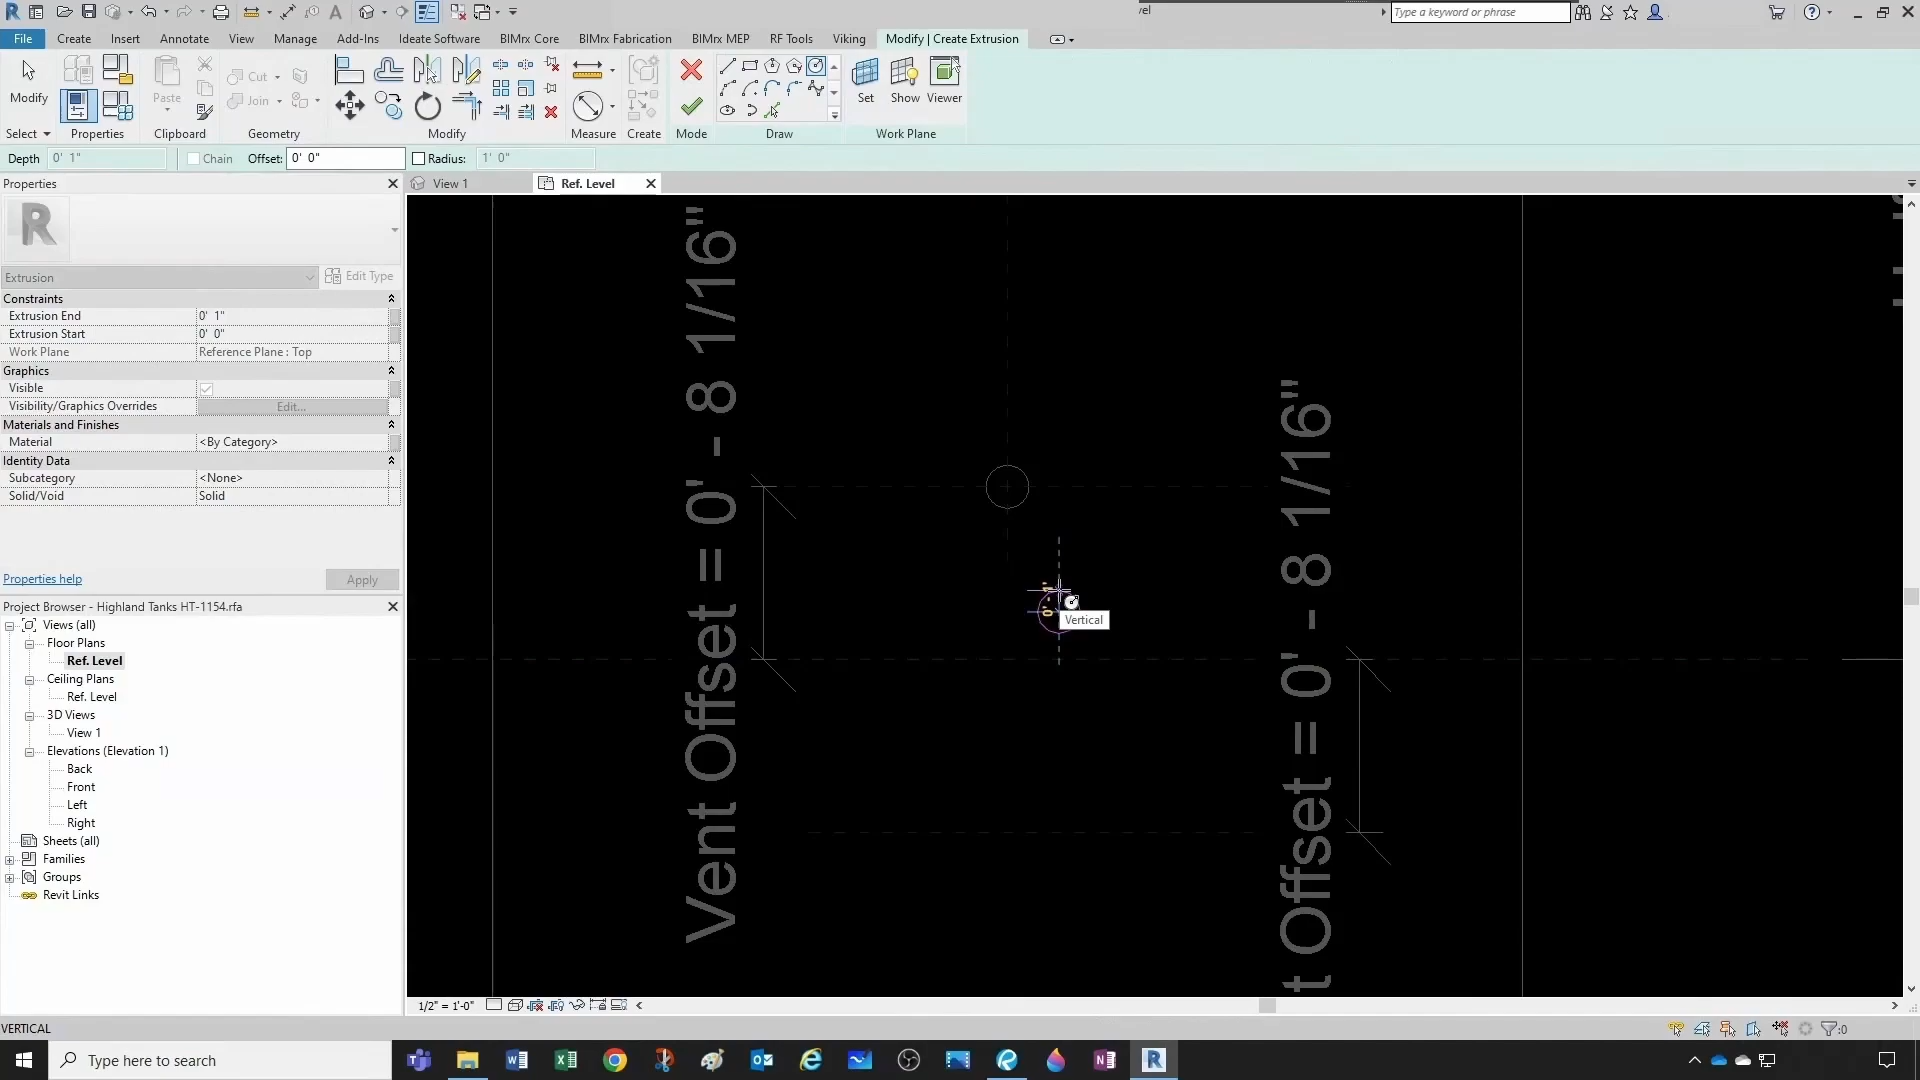 vel
Type a keyword or phrase
File Create Insert Annotate View Manage Add-Ins Ideate Software BIMrx Core BIMrx Fabrication BIMrx MEP RF Tools Viking Modify | Create Extrusion
Modify
Paste
Cut
Join
Set Show Viewer
Select Properties Clipboard Geometry Modify Measure Create Mode Draw Work Plane
Depth 0' 1" Chain Offset: 0' 0" Radius: 1' 0"
Properties
View 1
Ref. Level
Extrusion
Edit Type
Constraints
Extrusion End 0' 1"
Extrusion Start 0' 0"
Work Plane Reference Plane : Top
Graphics
Visible
Visibility/Graphics Overrides Edit...
Materials and Finishes
Material <By Category>
Identity Data
Subcategory <None>
Solid/Void Solid
Properties help
Apply
Project Browser - Highland Tanks HT-1154.rfa
Views (all)
Floor Plans
Ref. Level
Ceiling Plans
Ref. Level
3D Views
View 1
Elevations (Elevation 1)
Back
Front
Left
Right
Sheets (all)
Families
Groups
Revit Links
Vent Offset = 0' - 8 1/16"
t Offset = 0' - 8 1/16"
Vertical
1/2" = 1'-0"
VERTICAL
:0
Type here to search